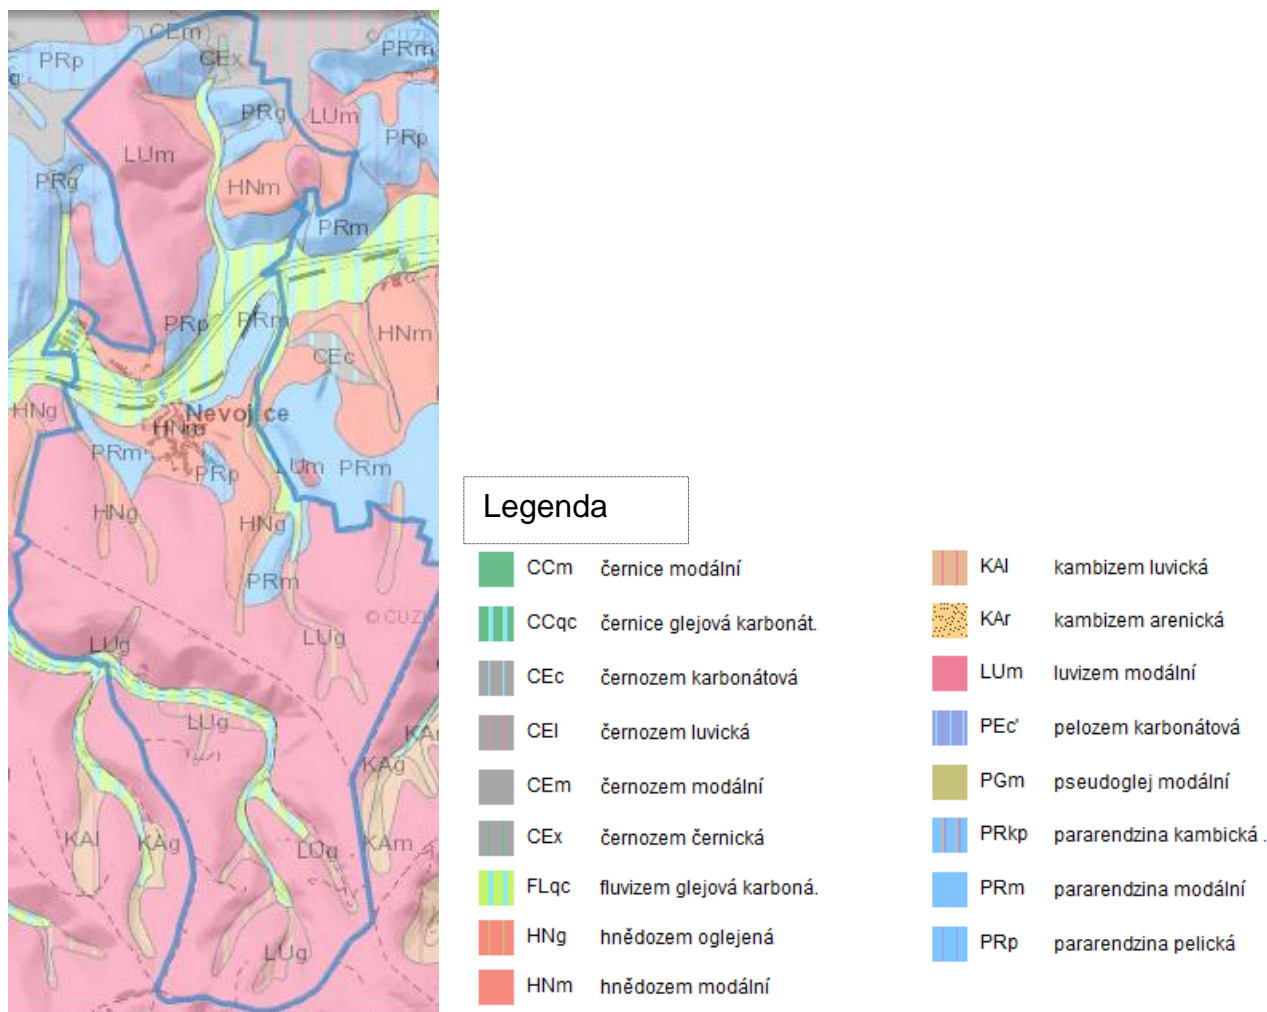 CEm
© CUZK
PRm
PRp
CEx
g
PRg
LUm
PRp
LUm
PRg
HNm
PRm
PRp
PRm
HNm
CEc
HNg
Nevojice
HNm
PRm
PRp
LUm
PRm
HNg
HNg
PRm
© CUZK
LUg
LUg
LUg
KAg
KAl
KAg
LUg
KAm
LUg
Legenda
CCm černice modální
CCqc černice glejová karbonát.
CEc černozem karbonátová
CEl černozem luvická
CEm černozem modální
CEx černozem černická
FLqc fluvizem glejová karboná.
HNg hnědozem oglejená
HNm hnědozem modální
KAl kambizem luvická
KAr kambizem arenická
LUm luvizem modální
PEc' pelozem karbonátová
PGm pseudoglej modální
PRkp pararendzina kambická .
PRm pararendzina modální
PRp pararendzina pelická